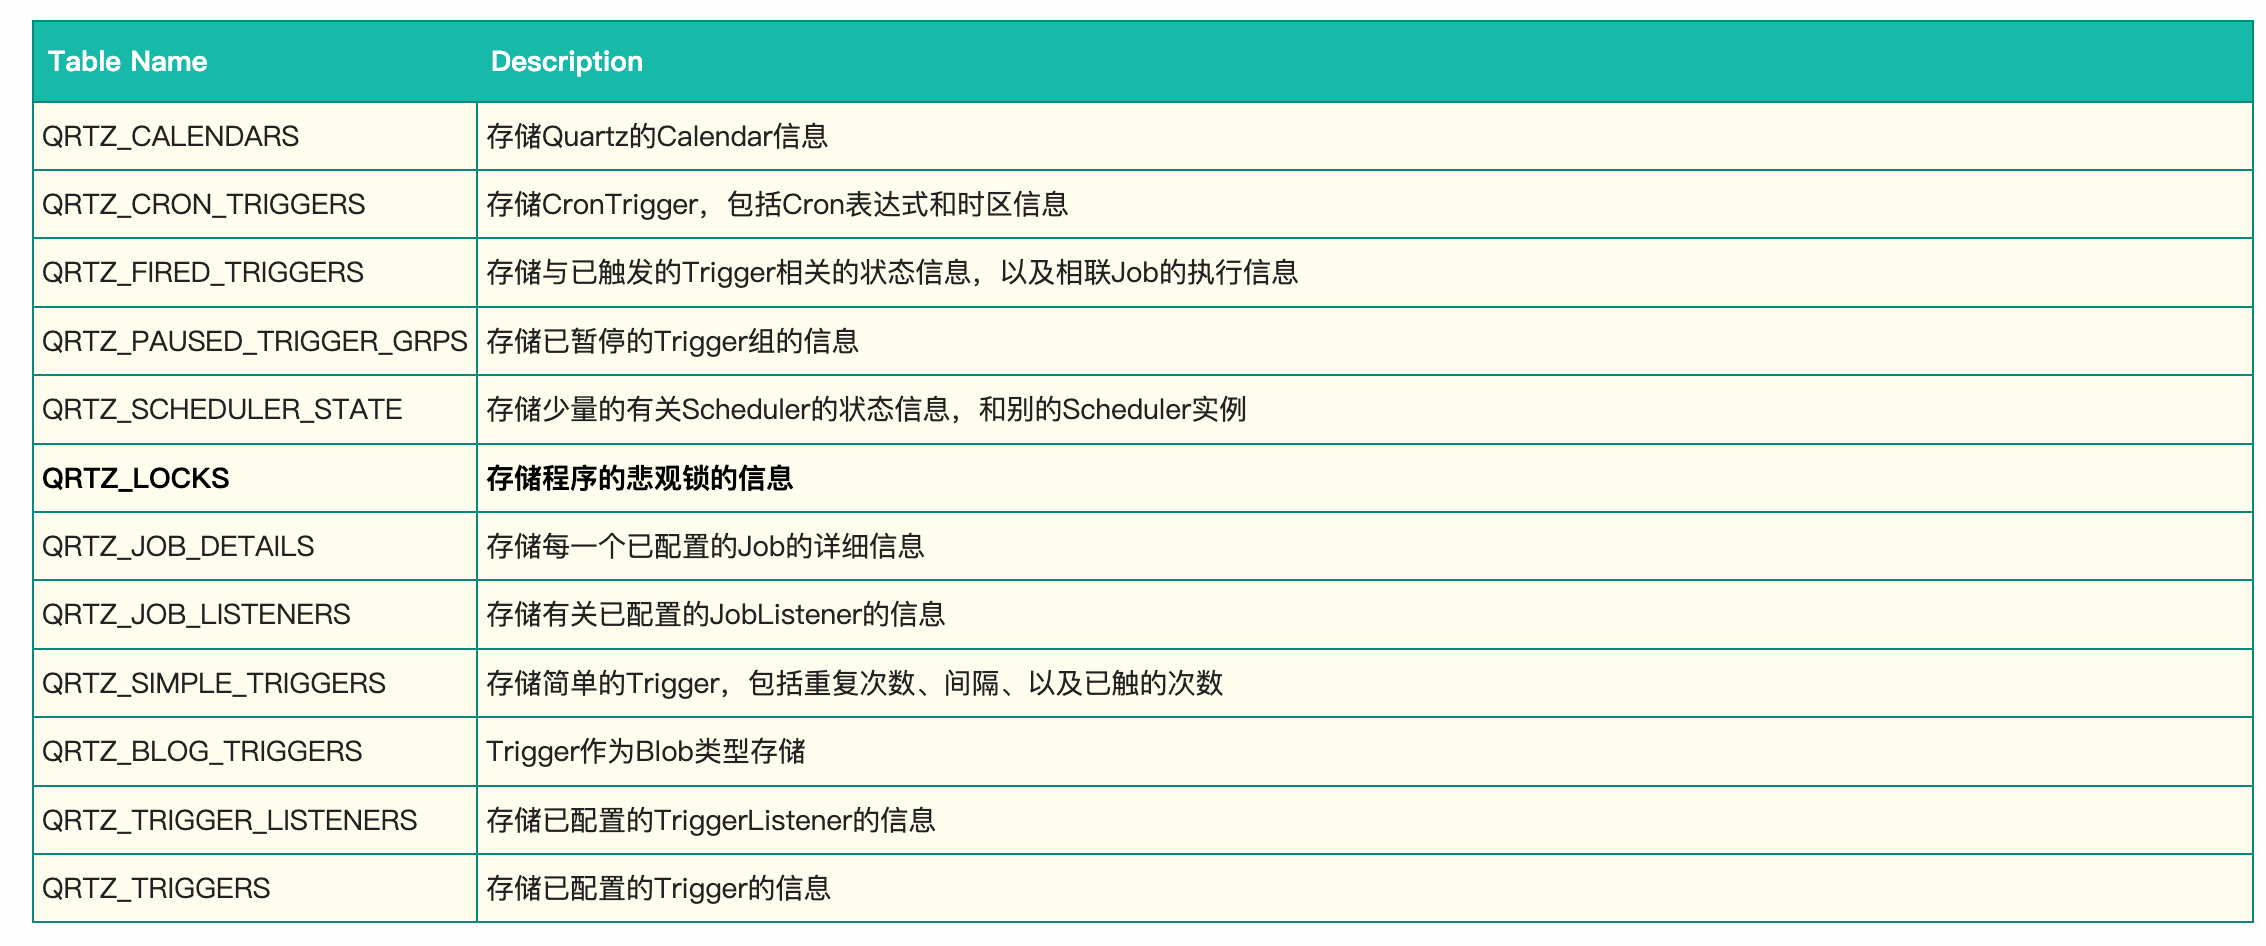 Table Name Description
QRTZ_CALENDARS 存储Quartz的Calendar信息
QRTZ_CRON_TRIGGERS 存储CronTrigger，包括Cron表达式和时区信息
QRTZ_FIRED_TRIGGERS 存储与已触发的Trigger相关的状态信息，以及相联Job的执行信息
QRTZ_PAUSED_TRIGGER_GRPS 存储已暂停的Trigger组的信息
QRTZ_SCHEDULER_STATE 存储少量的有关Scheduler的状态信息，和别的Scheduler实例
QRTZ_LOCKS 存储程序的悲观锁的信息
QRTZ_JOB_DETAILS 存储每一个已配置的Job的详细信息
QRTZ_JOB_LISTENERS 存储有关已配置的JobListener的信息
QRTZ_SIMPLE_TRIGGERS 存储简单的Trigger，包括重复次数、间隔、以及已触的次数
QRTZ_BLOG_TRIGGERS Trigger作为Blob类型存储
QRTZ_TRIGGER_LISTENERS 存储已配置的TriggerListener的信息
QRTZ_TRIGGERS 存储已配置的Trigger的信息